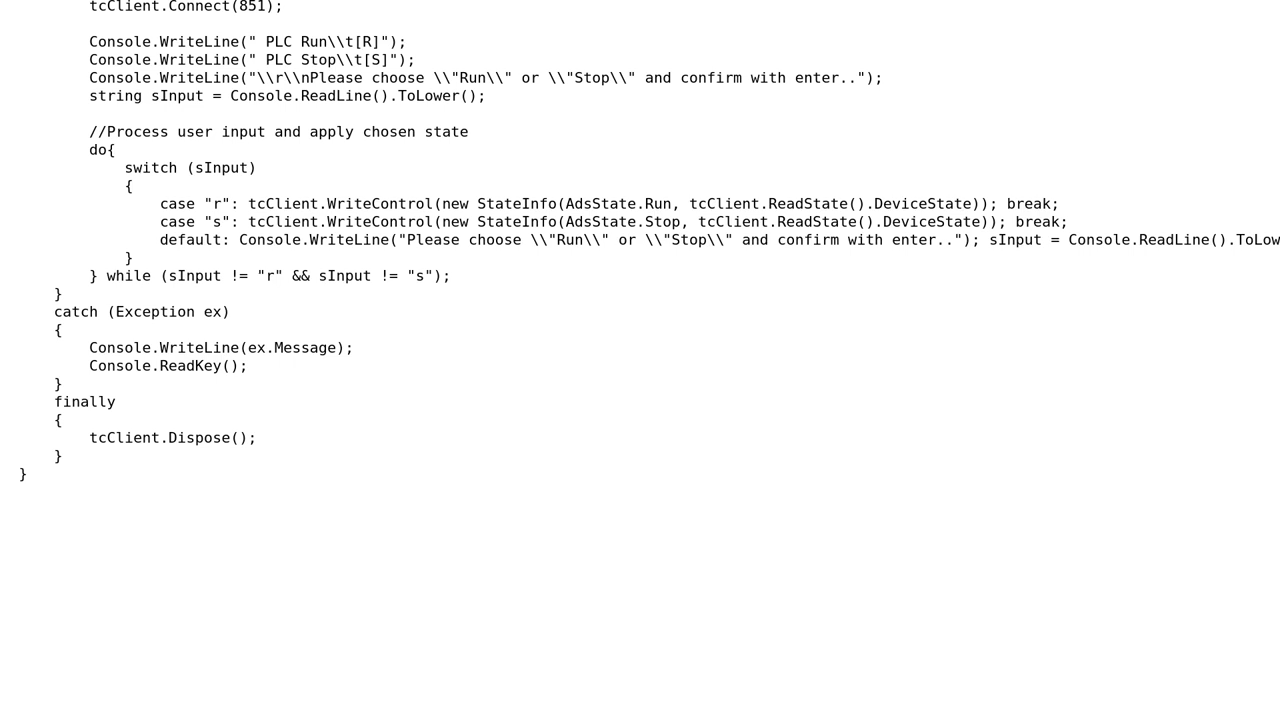 tcClient.Connect(851);

Console.WriteLine(" PLC Run\\t[R]");
Console.WriteLine(" PLC Stop\\t[S]");
Console.WriteLine("\\r\\nPlease choose \\"Run\\" or \\"Stop\\" and confirm with enter..");
string sInput = Console.ReadLine().ToLower();

//Process user input and apply chosen state
do{
switch (sInput)
{
case "r": tcClient.WriteControl(new StateInfo(AdsState.Run, tcClient.ReadState().DeviceState)); break;
case "s": tcClient.WriteControl(new StateInfo(AdsState.Stop, tcClient.ReadState().DeviceState)); break;
default: Console.WriteLine("Please choose \\"Run\\" or \\"Stop\\" and confirm with enter.."); sInput = Console.ReadLine().ToLow
}
} while (sInput != "r" && sInput != "s");
}
catch (Exception ex)
{
Console.WriteLine(ex.Message);
Console.ReadKey();
}
finally
{
tcClient.Dispose();
}
}